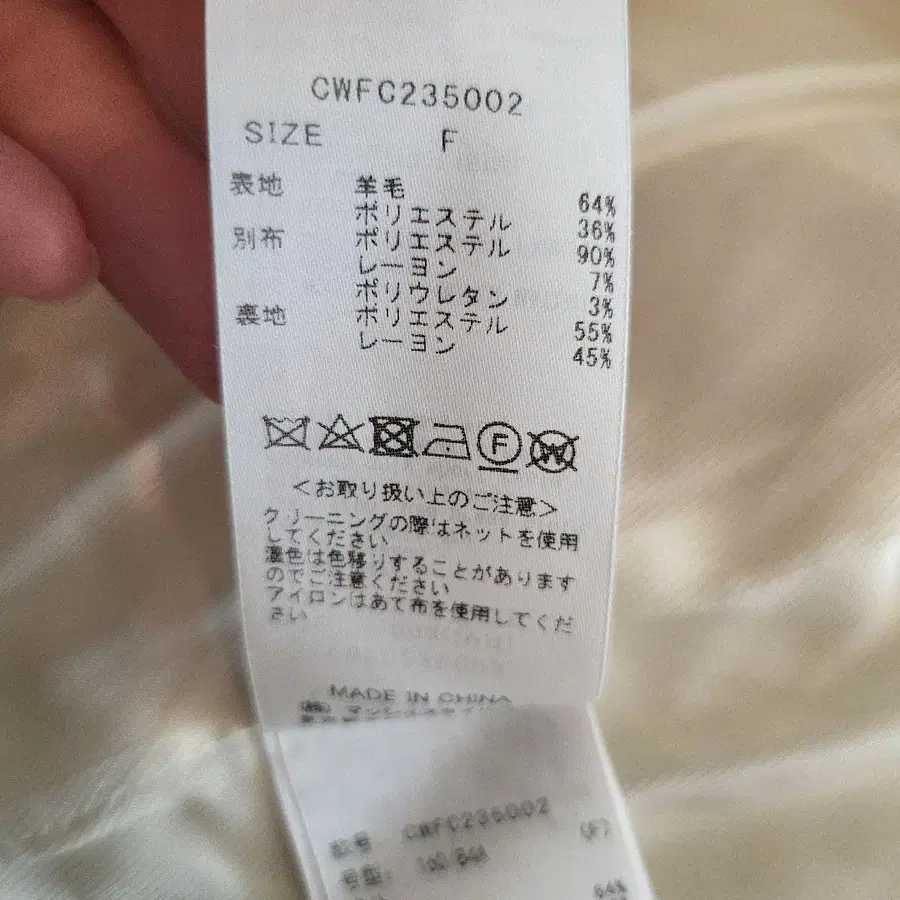 CWFC235002
SIZE F
表地 羊毛 64%
ポリエステル 36%
別布 ポリエステル 90%
レーヨン 7%
ポリウレタン 3%
裏地 ポリエステル 55%
レーヨン 45%
F
W
<お取り扱い上のご注意>
クリーニングの際はネットを使用
してください
濃色は色移りすることがあります
のでご注意ください
アイロンはあて布を使用してくだ
さい
MADE IN CHINA
CWFC235002 (F)
号型:
64%